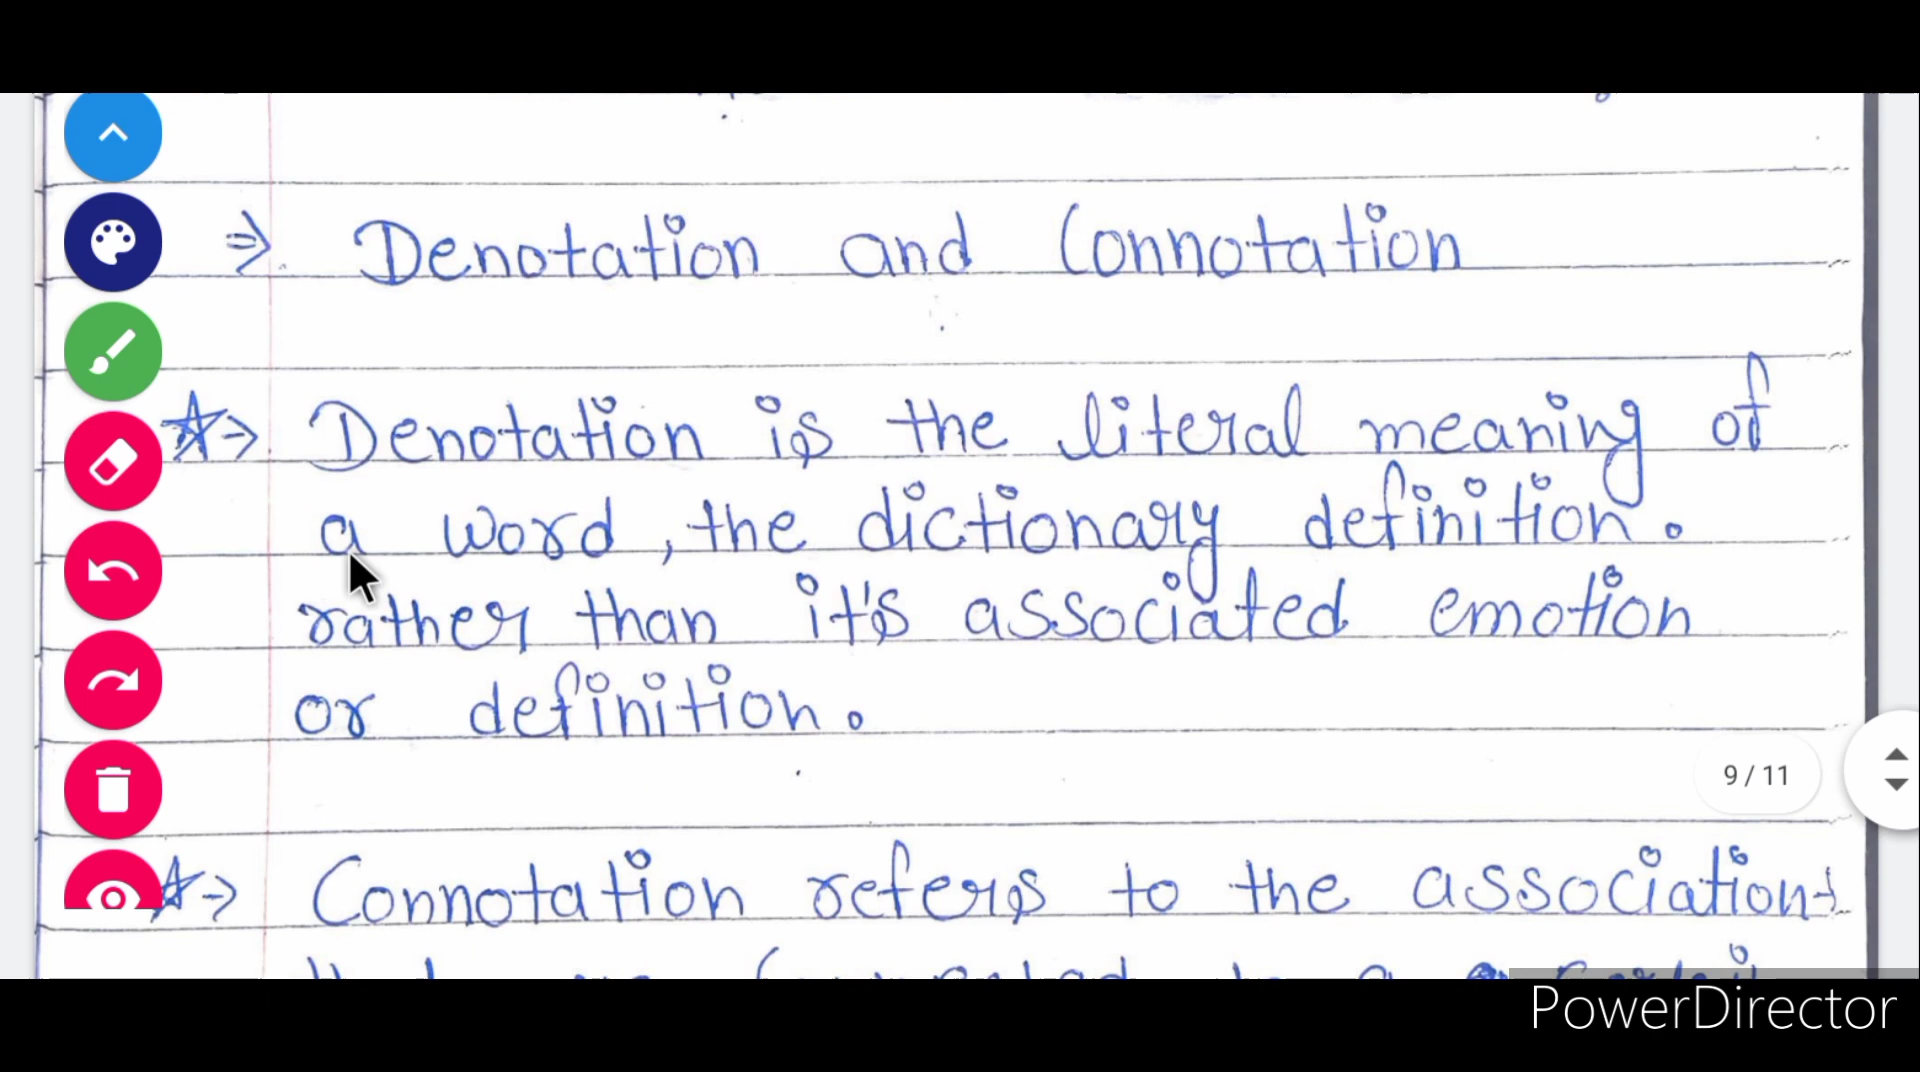 ⇒ Denotation and Connotation
☆→ Denotation is the literal meaning of
a word, the dictionary definition.
rather than it's associated emotion
or definition.
9 / 11
☆→ Connotation refers to the associations
PowerDirector